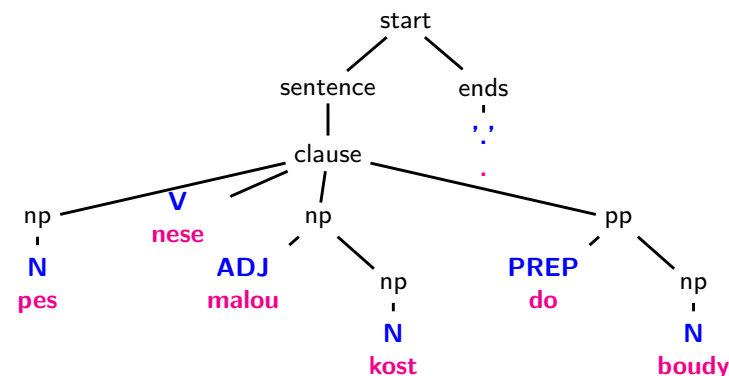 start
sentence ends
'.'
clause .
np V np pp
nese
N ADJ PREP
np np
pes malou do
N N
kost boudy